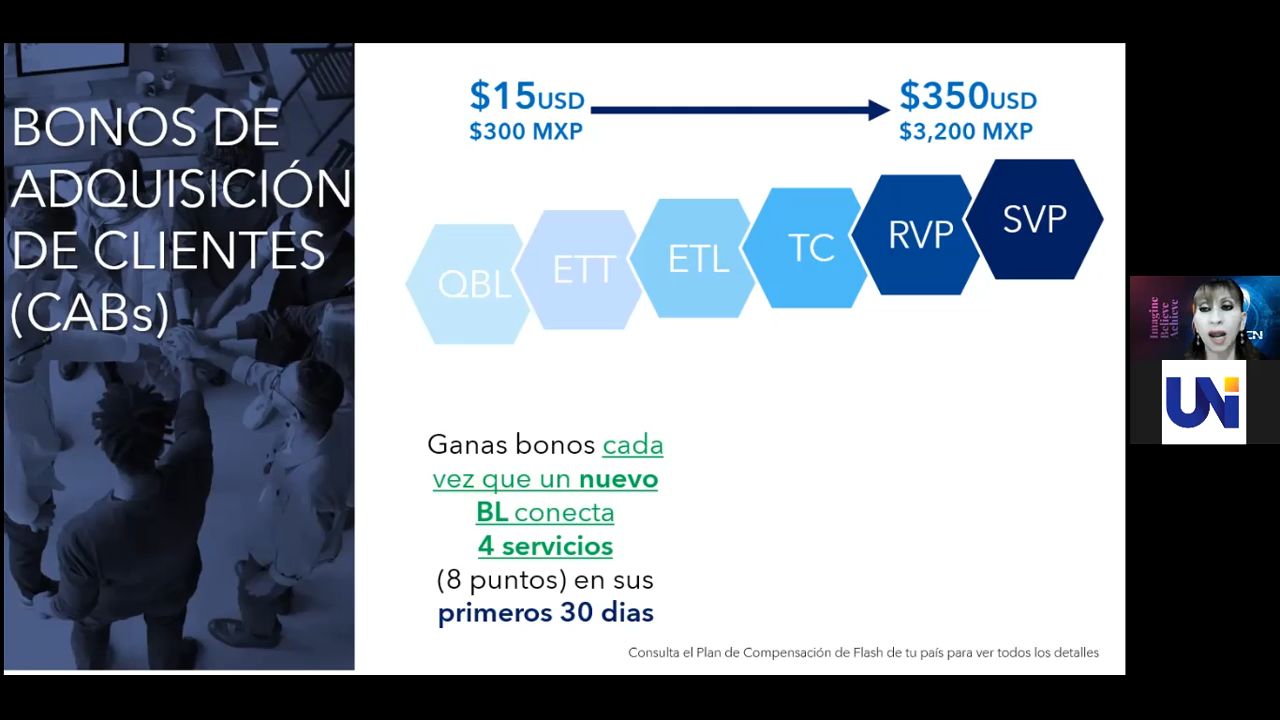 BONOS DE
ADQUISICIÓN
DE CLIENTES
(CABs)
$15USD
$300 MXP
$350USD
$3,200 MXP
QBL
ETT
ETL
TC
RVP
SVP
Ganas bonos cada
vez que un nuevo
BL conecta
4 servicios
(8 puntos) en sus
primeros 30 dias
Consulta el Plan de Compensación de Flash de tu país para ver todos los detalles
Imagine
Believe
Achieve
UNi